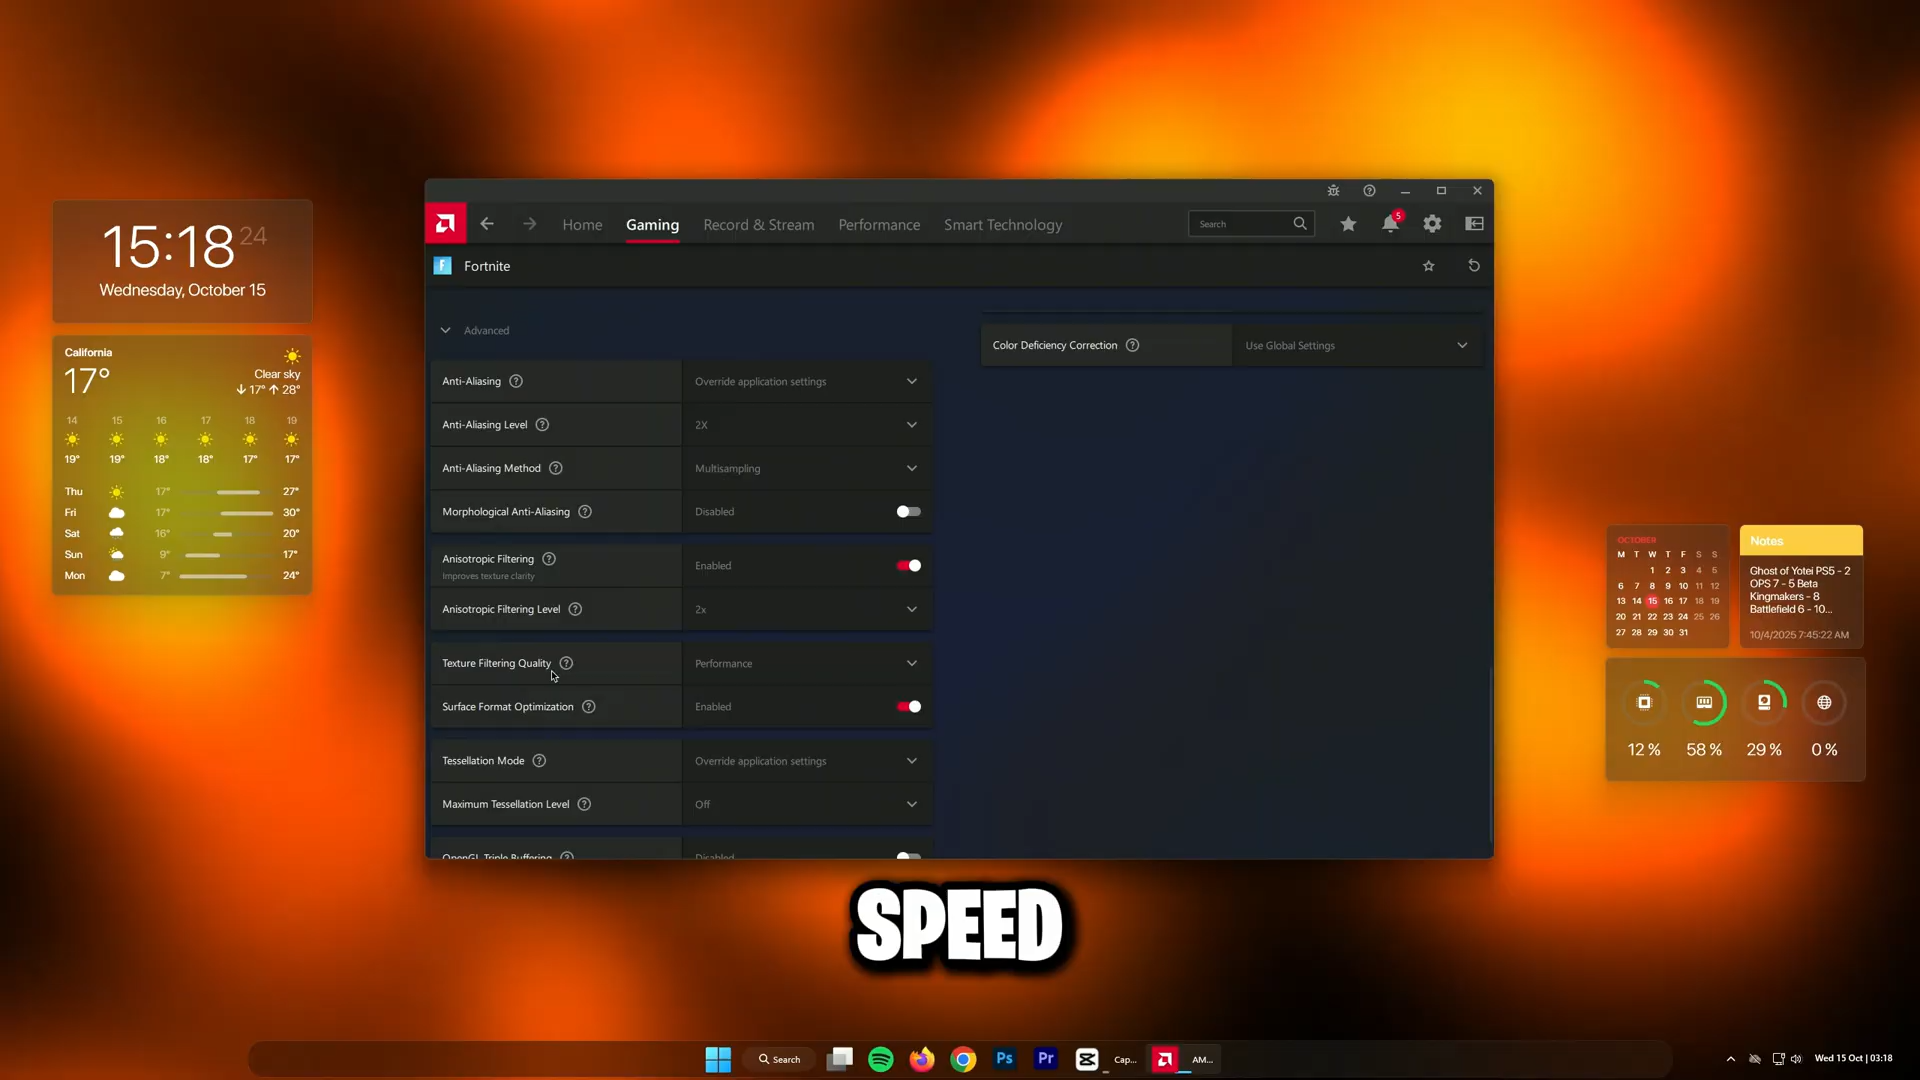 15:18 24
Wednesday, October 15
California
17°
Clear sky
↓ 17° ↑ 28°
14 15 16 17 18 19
19° 19° 18° 18° 17° 17°
Thu 17° 27°
Fri 17° 30°
Sat 16° 20°
Sun 9° 17°
Mon 7° 24°
Home
Gaming
Record & Stream
Performance
Smart Technology
Search
5
Fortnite
Advanced
Anti-Aliasing
Override application settings
Anti-Aliasing Level
2X
Anti-Aliasing Method
Multisampling
Morphological Anti-Aliasing
Disabled
Anisotropic Filtering
Improves texture clarity
Enabled
Anisotropic Filtering Level
2x
Texture Filtering Quality
Performance
Surface Format Optimization
Enabled
Tessellation Mode
Override application settings
Maximum Tessellation Level
Off
OpenGL Triple Buffering
Disabled
Color Deficiency Correction
Use Global Settings
OCTOBER
M T W T F S S
1 2 3 4 5
6 7 8 9 10 11 12
13 14 15 16 17 18 19
20 21 22 23 24 25 26
27 28 29 30 31
Notes
Ghost of Yotei PS5 - 2
OPS 7 - 5 Beta
Kingmakers - 8
Battlefield 6 - 10...
10/4/2025 7:45:22 AM
12 %
58 %
29 %
0 %
SPEED
Search
Ps
Pr
Cap...
AM...
Wed 15 Oct | 03:18